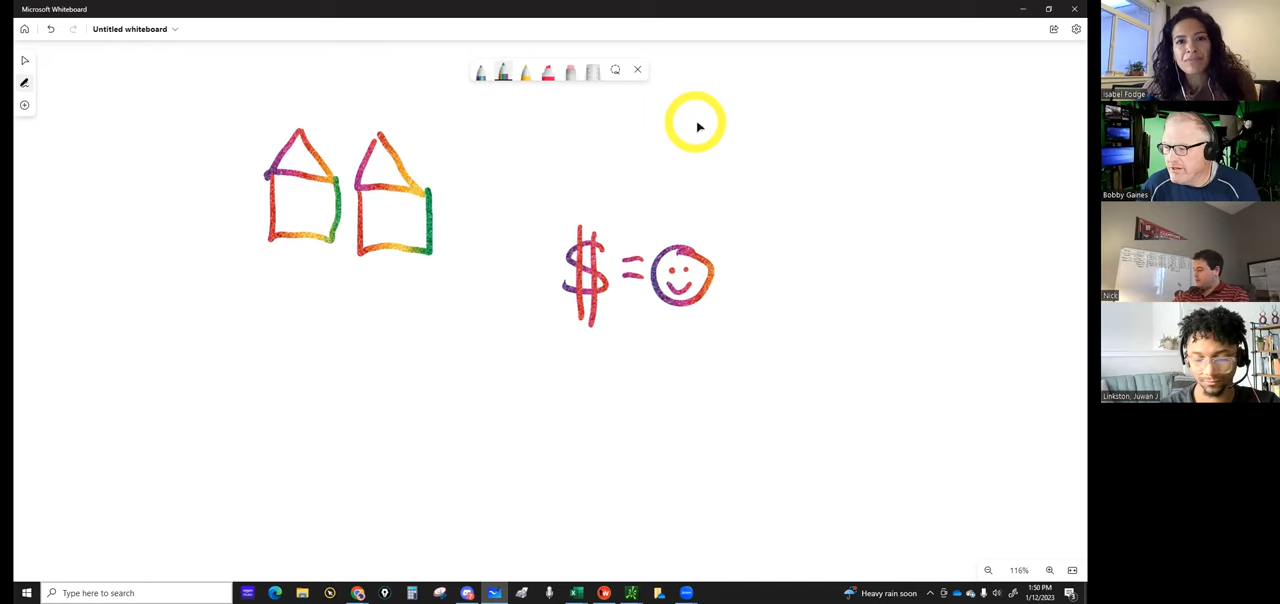 Microsoft Whiteboard
Untitled whiteboard
Isabel Fodge
Bobby Gaines
$ =
Nick
Linkston, Juwan J
116%
Type here to search
Heavy rain soon
1:50 PM
1/12/2023